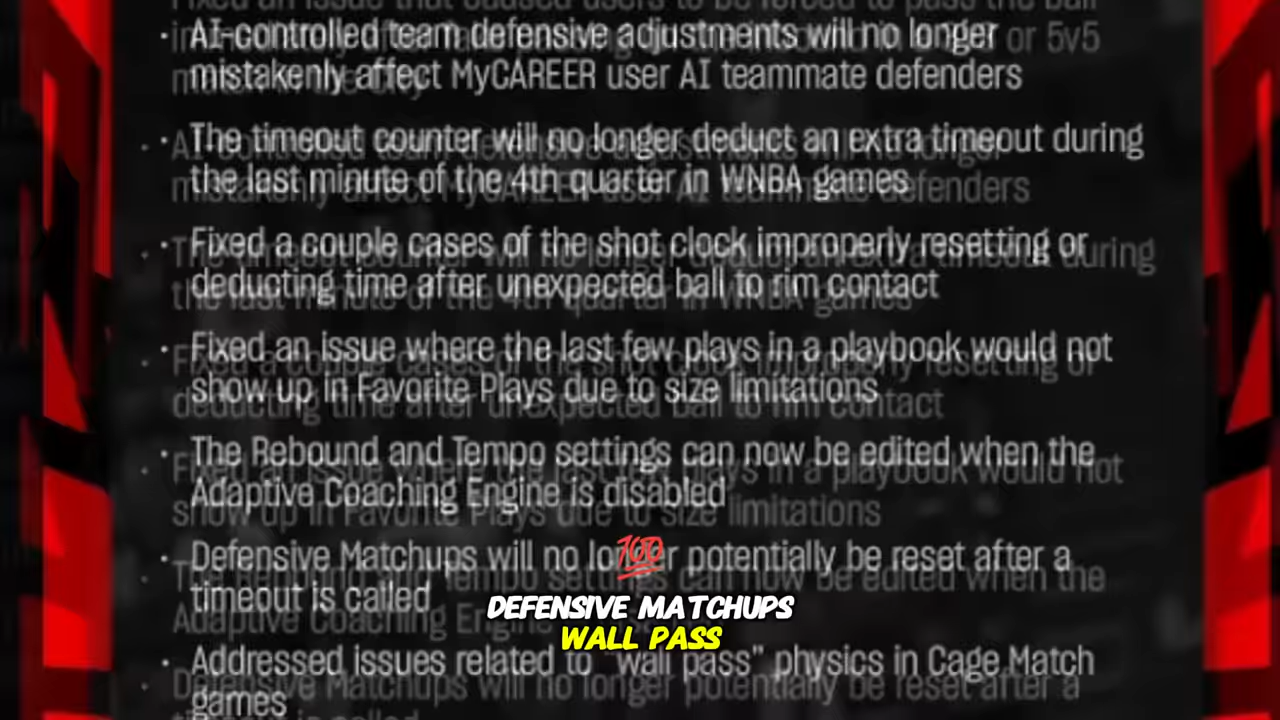 · AI-controlled team defensive adjustments will no longer
mistakenly affect MyCAREER user AI teammate defenders
· The timeout counter will no longer deduct an extra timeout during
the last minute of the 4th quarter in WNBA games
· Fixed a couple cases of the shot clock improperly resetting or
deducting time after unexpected ball to rim contact
· Fixed an issue where the last few plays in a playbook would not
show up in Favorite Plays due to size limitations
· The Rebound and Tempo settings can now be edited when the
Adaptive Coaching Engine is disabled
· Defensive Matchups will no longer potentially be reset after a
timeout is called
💯
DEFENSIVE MATCHUPS
WALL PASS
· Addressed issues related to "wall pass" physics in Cage Match
games